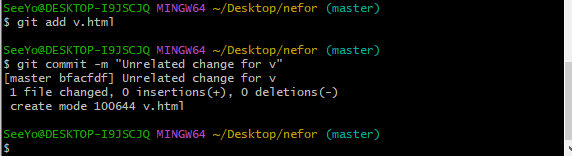 SeeYo@DESKTOP-I9JSCJQ MINGW64 ~/Desktop/nefor (master)
$ git add v.html
SeeYo@DESKTOP-I9JSCJQ MINGW64 ~/Desktop/nefor (master)
$ git commit -m "Unrelated change for v"
[master bfacfdf] Unrelated change for v
1 file changed, 0 insertions(+), 0 deletions(-)
create mode 100644 v.html
SeeYo@DESKTOP-I9JSCJQ MINGW64 ~/Desktop/nefor (master)
$